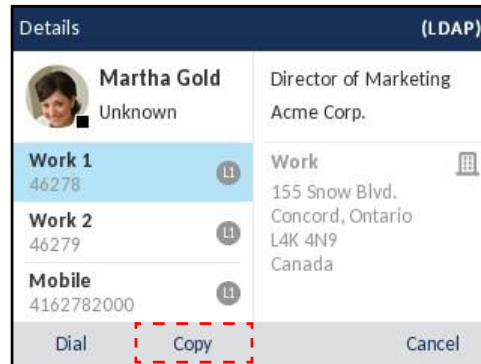 Details (LDAP)
Martha Gold
Unknown
Work 1
46278
L1
Work 2
46279
L1
Mobile
4162782000
L1
Director of Marketing
Acme Corp.
Work
155 Snow Blvd.
Concord, Ontario
L4K 4N9
Canada
Dial Copy Cancel